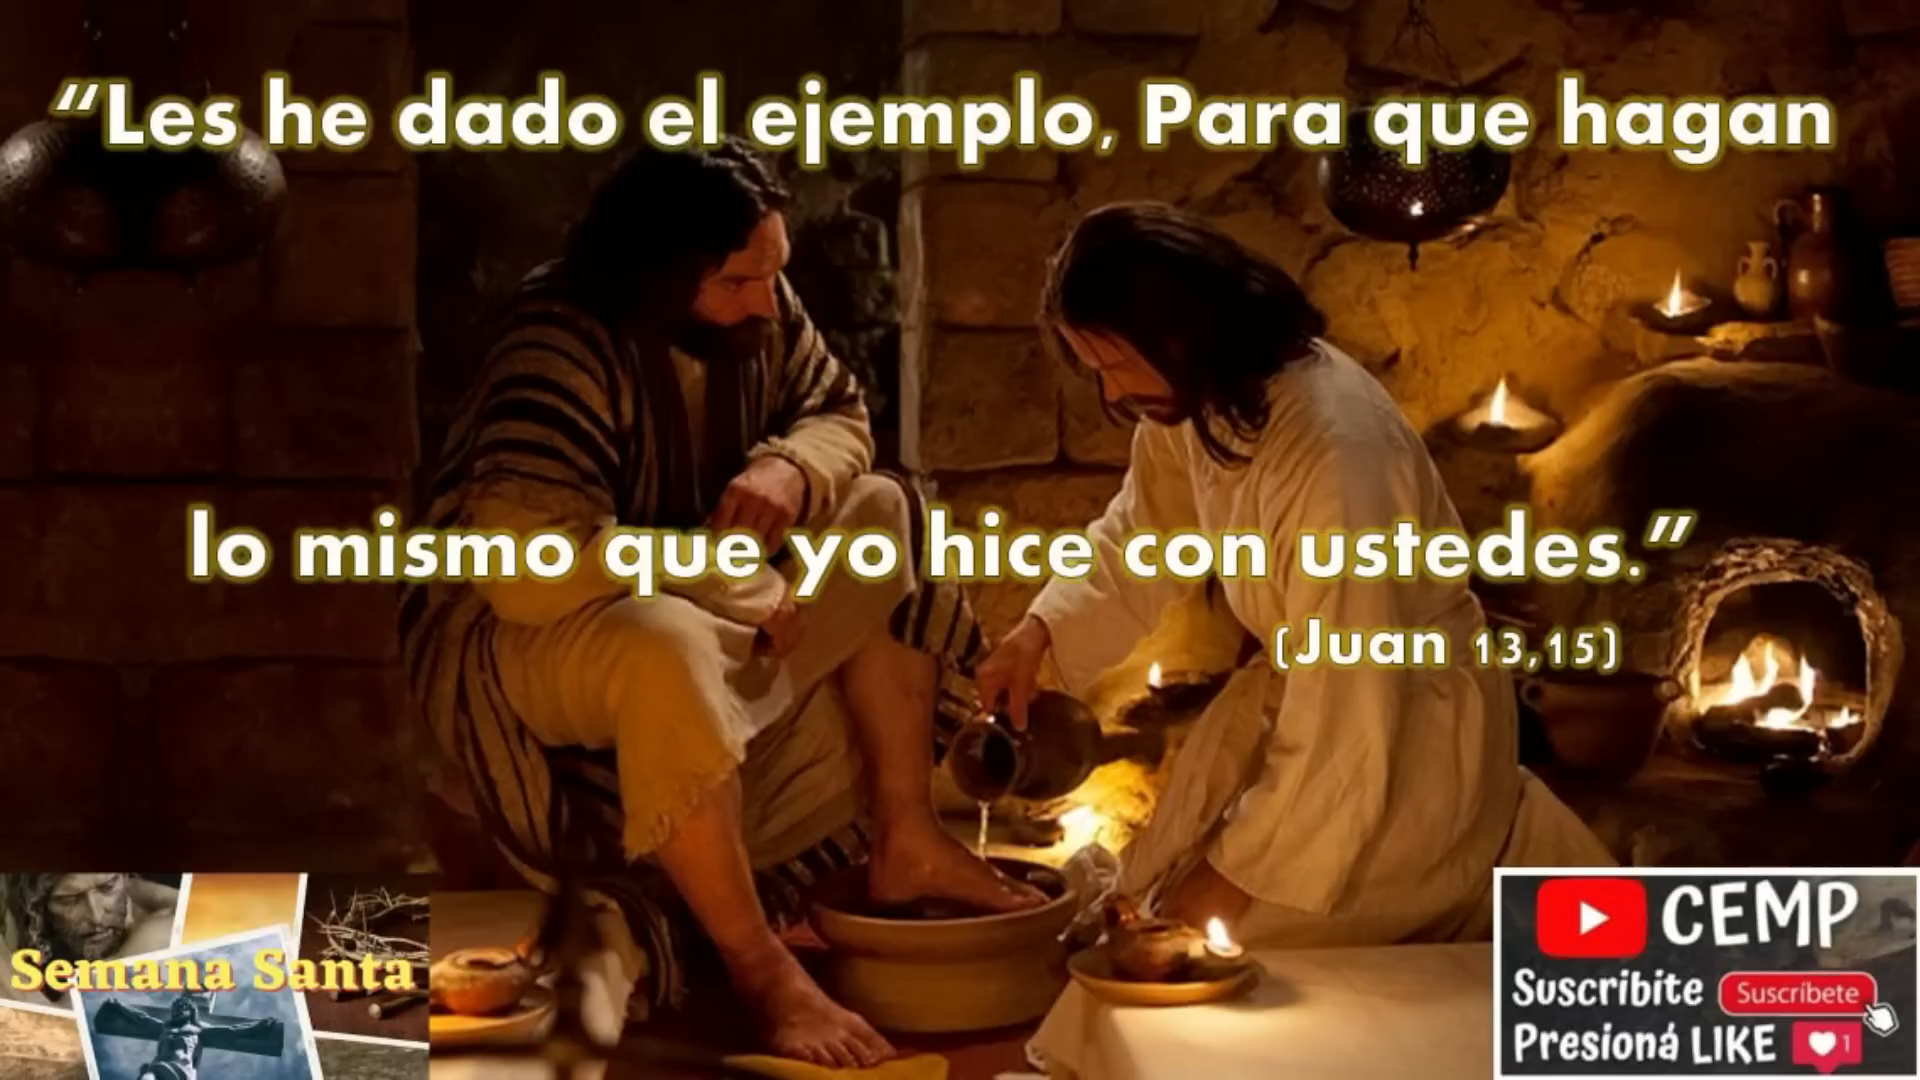 “Les he dado el ejemplo, Para que hagan
lo mismo que yo hice con ustedes.”
(Juan 13,15)
Semana Santa
CEMP
Suscribite Suscríbete
Presioná LIKE 1